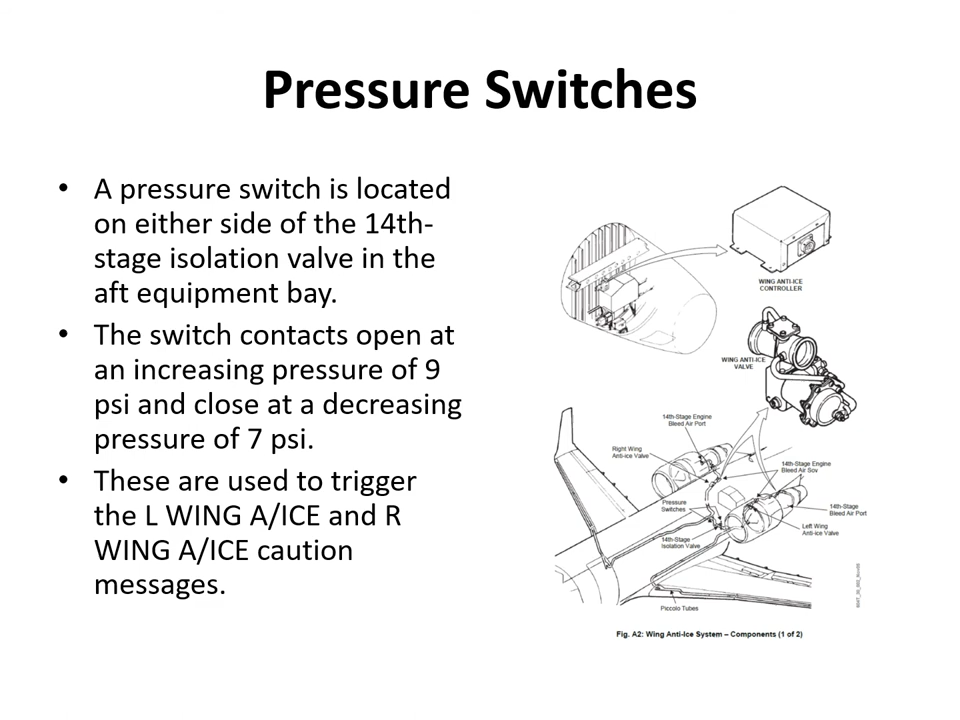 Pressure Switches
• A pressure switch is located
on either side of the 14th-
stage isolation valve in the
aft equipment bay.
• The switch contacts open at
an increasing pressure of 9
psi and close at a decreasing
pressure of 7 psi.
• These are used to trigger
the L WING A/ICE and R
WING A/ICE caution
messages.
WING ANTI-ICE
CONTROLLER
WING ANTI-ICE
VALVE
14th-Stage Engine
Bleed Air Port
Right Wing
Anti-ice Valve
14th-Stage Engine
Bleed Air Sov
Pressure
Switches
14th-Stage
Bleed Air Port
Left Wing
Anti-ice Valve
14th-Stage
Isolation Valve
Piccolo Tubes
Fig. A2: Wing Anti-Ice System – Components (1 of 2)